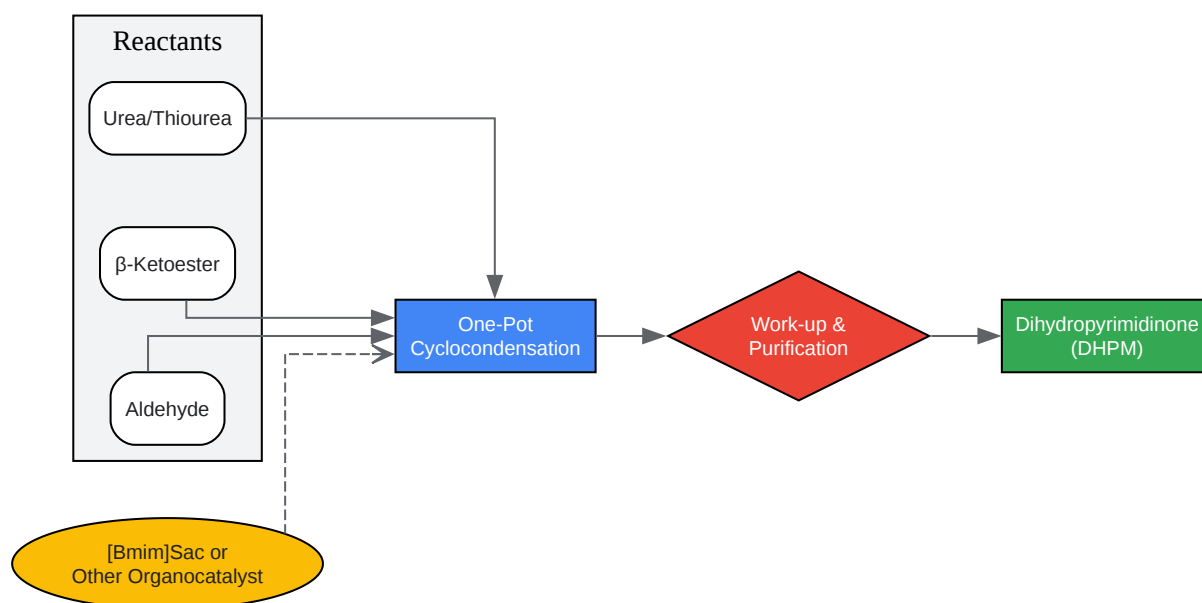 Reactants
Urea/Thiourea
β-Ketoester
Aldehyde
One-Pot
Cyclocondensation
Work-up &
Purification
Dihydropyrimidinone
(DHPM)
[Bmim]Sac or
Other Organocatalyst